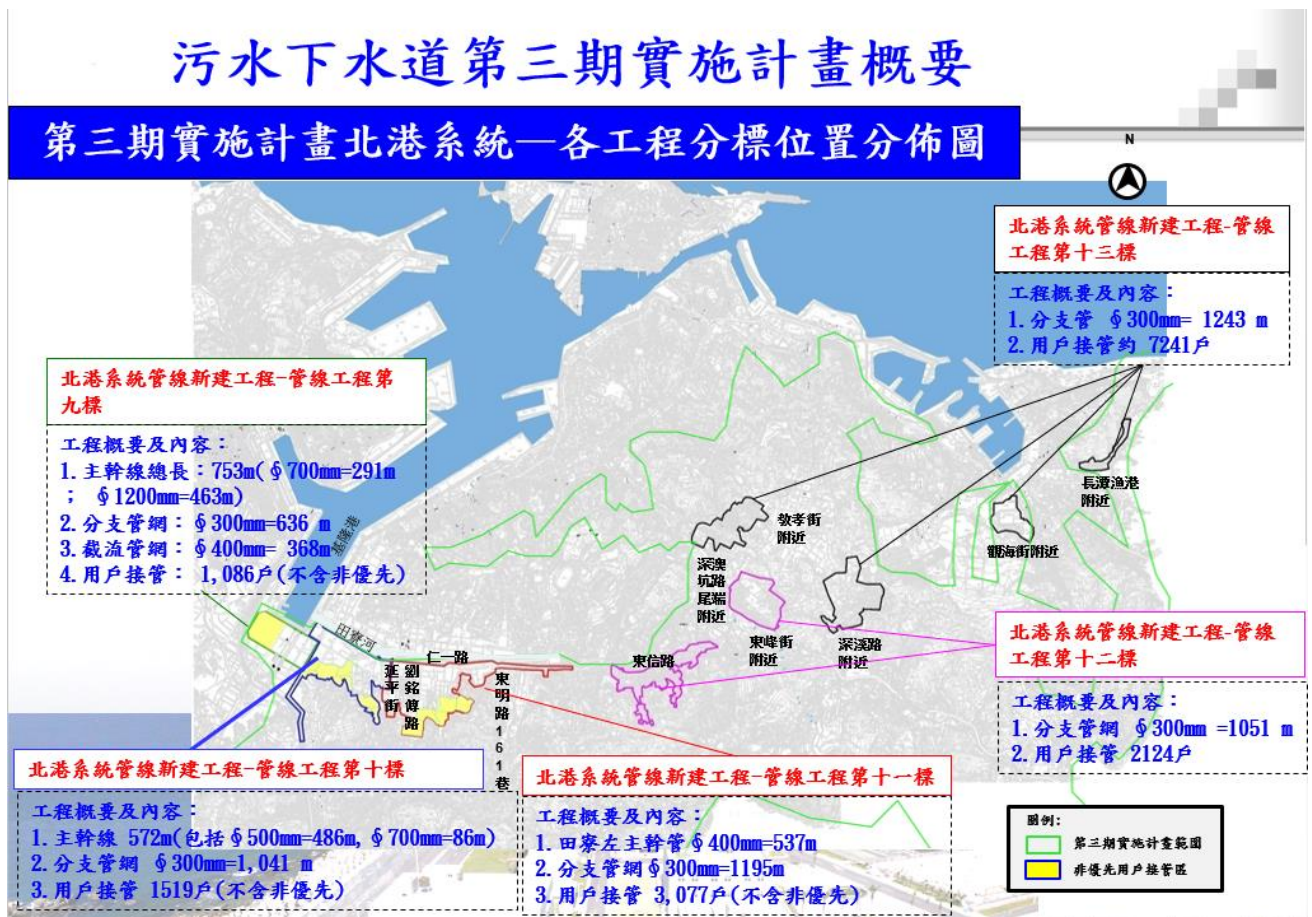 污水下水道第三期實施計畫概要
第三期實施計畫北港系統—各工程分標位置分佈圖
N
北港系統管線新建工程-管線
工程第十三標
工程概要及內容：
1.分支管 ∮300mm= 1243 m
2.用戶接管約 7241戶
北港系統管線新建工程-管線工程第
九標
工程概要及內容：
1.主幹線總長：753m(∮700mm=291m
； ∮1200mm=463m)
2.分支管網：∮300mm=636 m
3.截流管網：∮400mm= 368m
4.用戶接管： 1,086戶(不含非優先)
基隆港
長潭漁港
附近
教孝街
附近
觀海街附近
深澳
坑路
尾端
附近
東峰街
附近
深溪路
附近
田寮河
仁一路
東信路
延平街
劉銘傳路
東明路161巷
北港系統管線新建工程-管線
工程第十二標
工程概要及內容：
1.分支管網 ∮300mm =1051 m
2.用戶接管 2124戶
北港系統管線新建工程-管線工程第十標
工程概要及內容：
1.主幹線 572m(包括∮500mm=486m,∮700mm=86m)
2.分支管網 ∮300mm=1,041 m
3.用戶接管 1519戶(不含非優先)
北港系統管線新建工程-管線工程第十一標
工程概要及內容：
1.田寮左主幹管∮400mm=537m
2.分支管網∮300mm=1195m
3.用戶接管 3,077戶(不含非優先)
圖例:
第三期實施計畫範圍
非優先用戶接管區